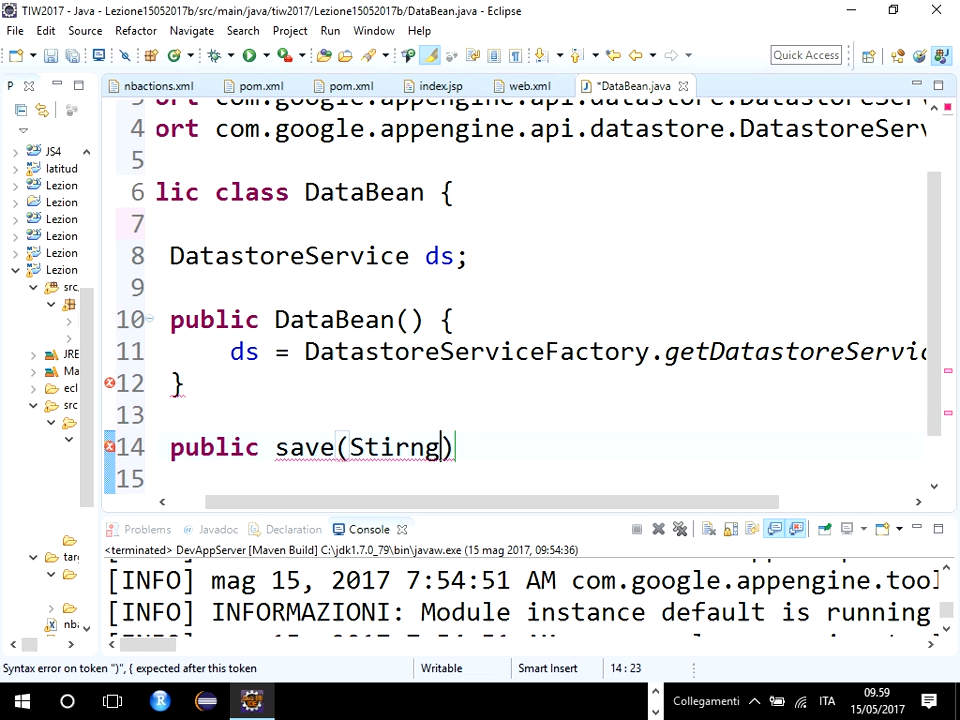 TIW2017 - Java - Lezione15052017b/src/main/java/tiw2017/Lezione15052017b/DataBean.java - Eclipse
File Edit Source Refactor Navigate Search Project Run Window Help
Quick Access
P nbactions.xml pom.xml pom.xml index.jsp web.xml *DataBean.java
4 ort com.google.appengine.api.datastore.DatastoreServ
5
6 lic class DataBean {
7
8 DatastoreService ds;
9
10 public DataBean() {
11 ds = DatastoreServiceFactory.getDatastoreServic
12 }
13
14 public save(Stirng)
15
JS4
latitud
Lezion
Lezion
Lezion
Lezion
Lezion
Lezion
src,
JRE
Ma
ecl
src
tar
nba
Problems @ Javadoc Declaration Console
<terminated> DevAppServer [Maven Build] C:\jdk1.7.0_79\bin\javaw.exe (15 mag 2017, 09:54:36)
[INFO] mag 15, 2017 7:54:51 AM com.google.appengine.tool
[INFO] INFORMAZIONI: Module instance default is running
Syntax error on token ")", { expected after this token Writable Smart Insert 14 : 23
Collegamenti ITA 09.59
15/05/2017